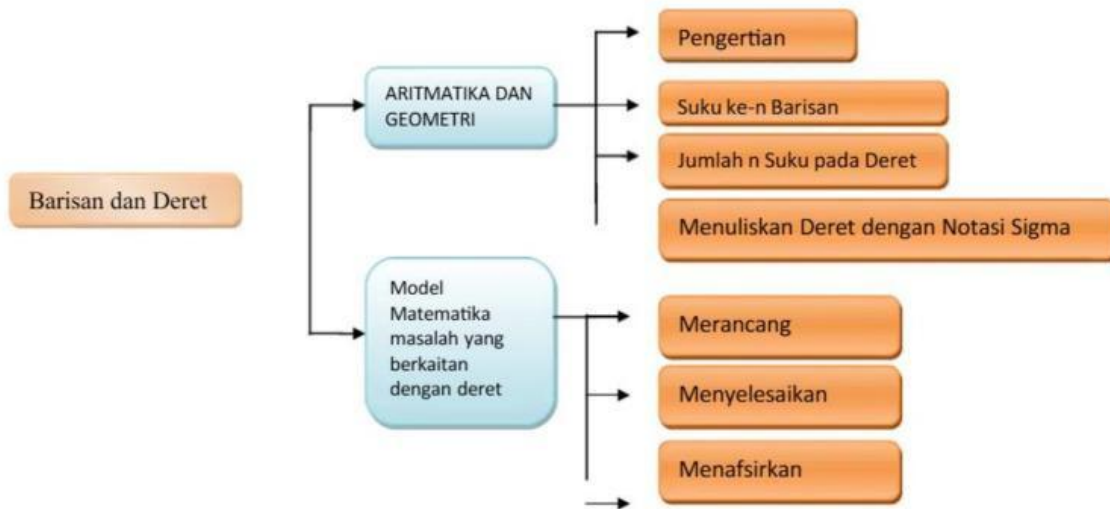 Barisan dan Deret
ARITMATIKA DAN
GEOMETRI
Pengertian
Suku ke-n Barisan
Jumlah n Suku pada Deret
Menuliskan Deret dengan Notasi Sigma
Model
Matematika
masalah yang
berkaitan
dengan deret
Merancang
Menyelesaikan
Menafsirkan